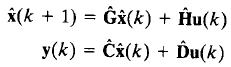 x̂(k + 1) = Ĝx̂(k) + Ĥu(k)
y(k) = Ĉx̂(k) + D̂u(k)